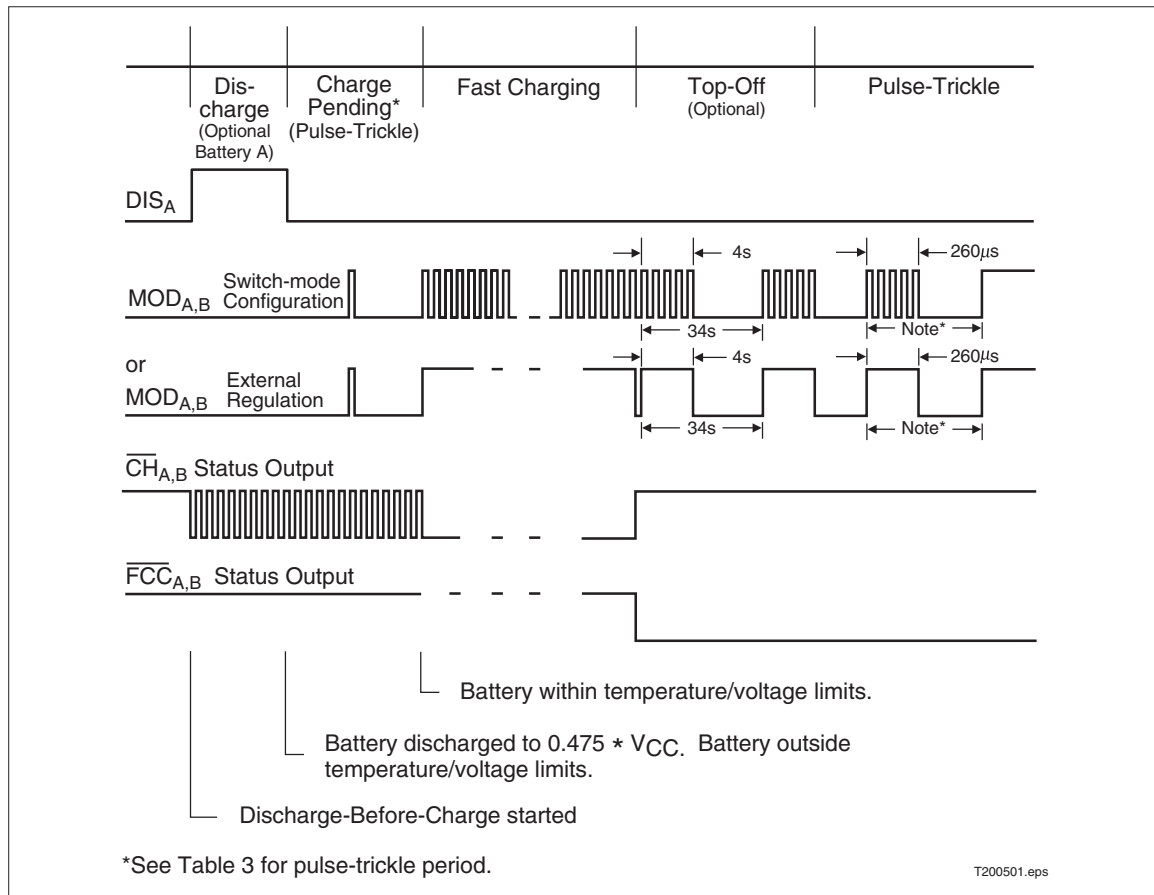 Dis-
charge
(Optional
Battery A)
Charge
Pending*
(Pulse-Trickle)
Fast Charging
Top-Off
(Optional)
Pulse-Trickle
DISA
4s
260µs
MODA,B
Switch-mode
Configuration
34s
Note*
or
MODA,B
External
Regulation
4s
260µs
34s
Note*
CHA,B Status Output
FCCA,B Status Output
Battery within temperature/voltage limits.
Battery discharged to 0.475 * VCC. Battery outside
temperature/voltage limits.
Discharge-Before-Charge started
*See Table 3 for pulse-trickle period.
T200501.eps